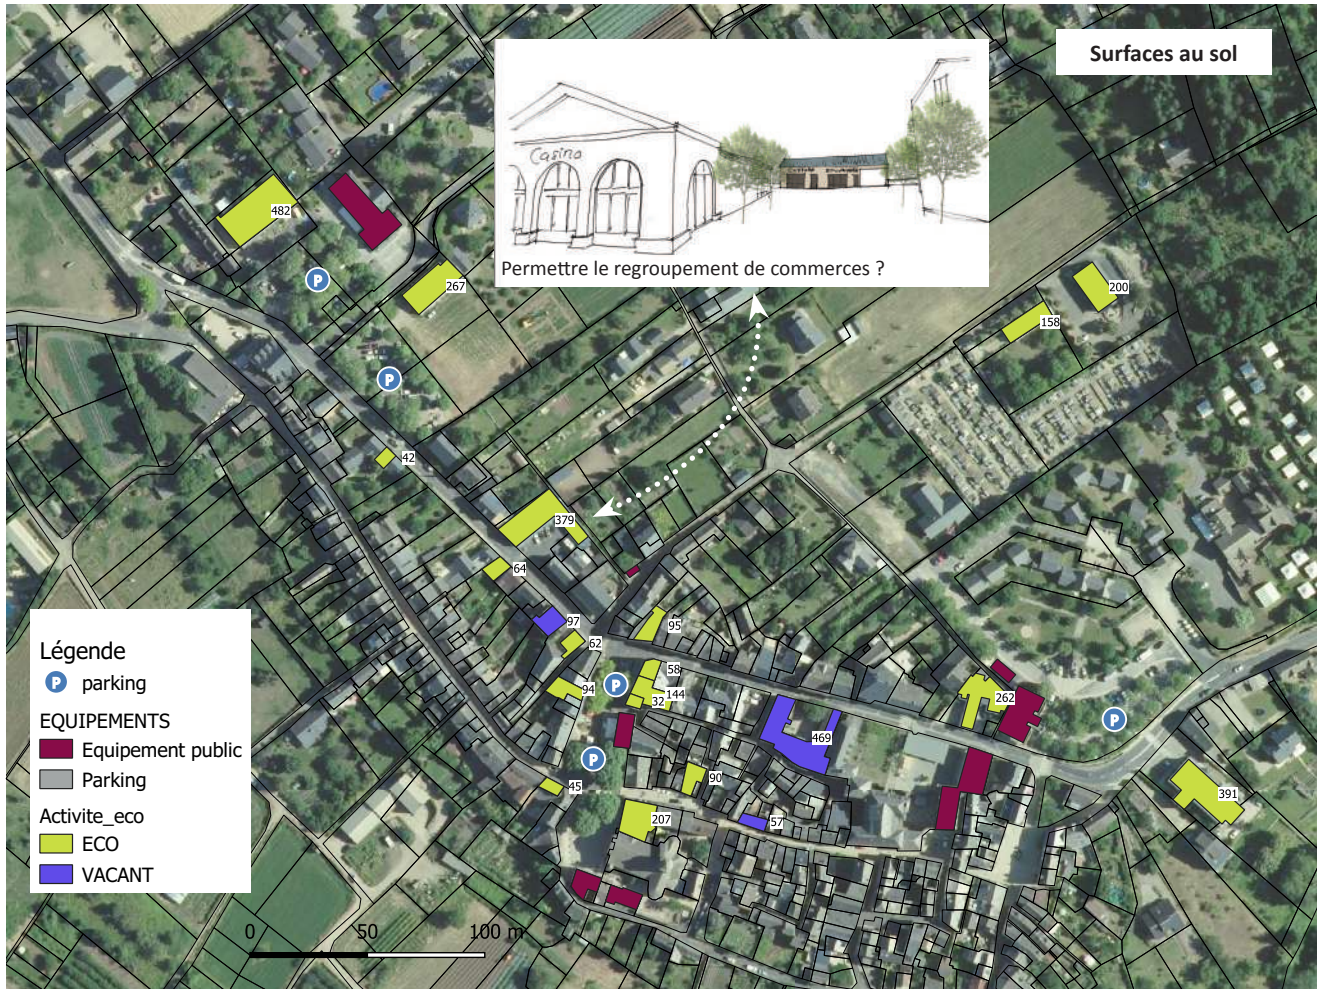 Surfaces au sol
Casino
Permettre le regroupement de commerces ?
482
P
267
200
158
P
42
379
64
97
62
95
58
94
P
144
32
262
P
469
P
90
45
391
207
57
Légende
P parking
EQUIPEMENTS
Equipement public
Parking
Activite_eco
ECO
VACANT
0 50 100 m